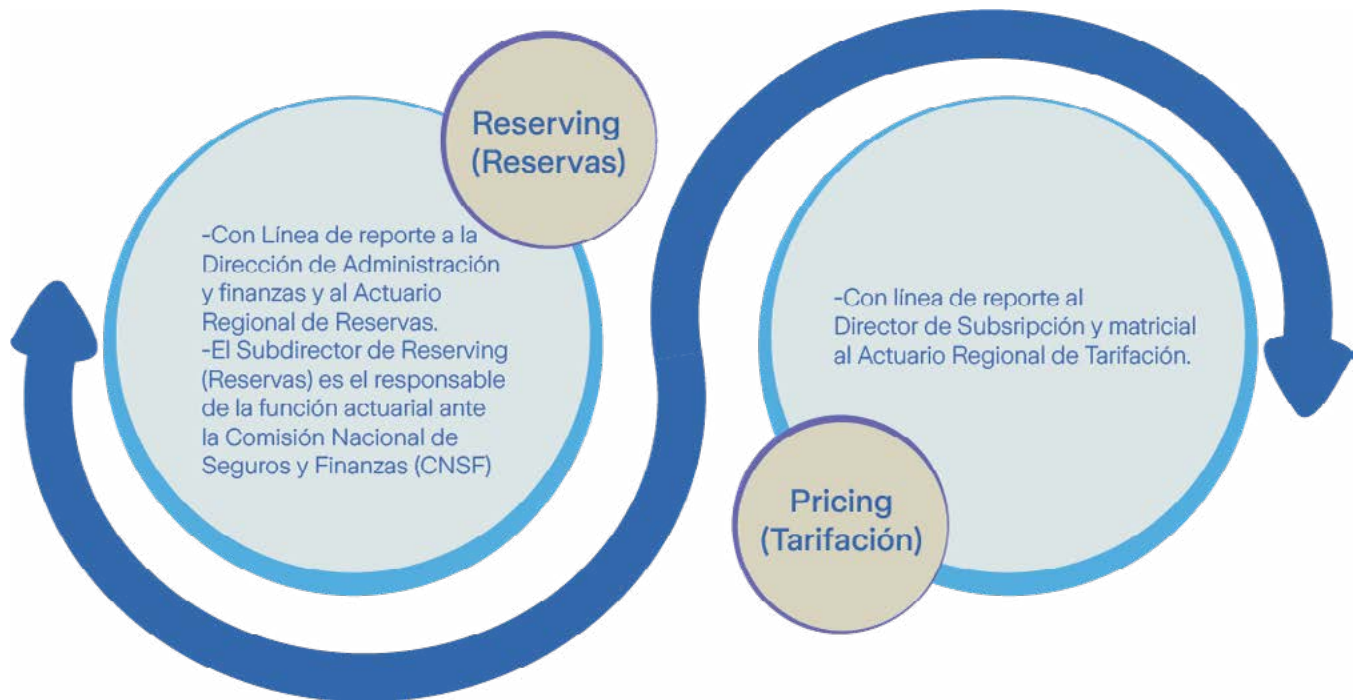 Reserving
(Reservas)
-Con Línea de reporte a la
Dirección de Administración
y finanzas y al Actuario
Regional de Reservas.
-El Subdirector de Reserving
(Reservas) es el responsable
de la función actuarial ante
la Comisión Nacional de
Seguros y Finanzas (CNSF)
-Con línea de reporte al
Director de Subsripción y matricial
al Actuario Regional de Tarifación.
Pricing
(Tarifación)